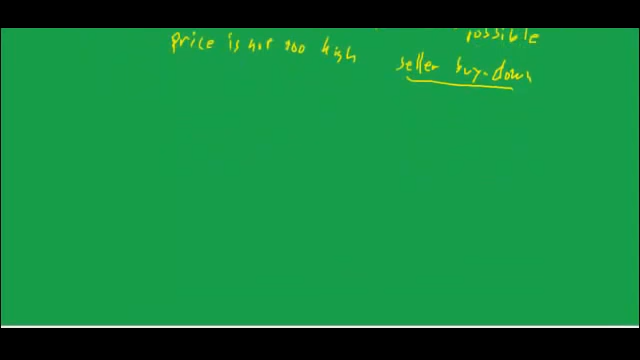 possible
price is not too high
seller buy-down